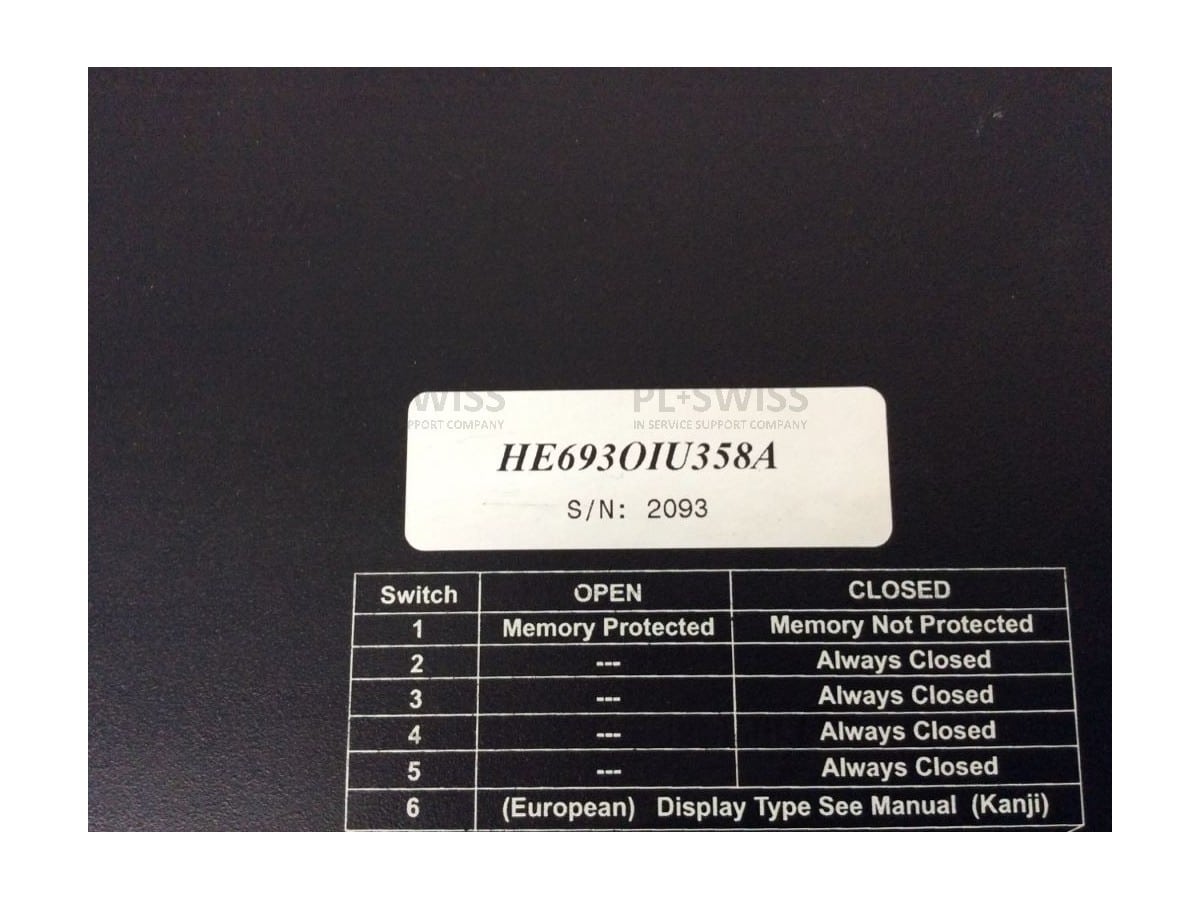 WISS PL+SWISS
PPORT COMPANY IN SERVICE SUPPORT COMPANY
HE693OIU358A
S/N: 2093
Switch OPEN CLOSED
1 Memory Protected Memory Not Protected
2 --- Always Closed
3 --- Always Closed
4 --- Always Closed
5 --- Always Closed
6 (European) Display Type See Manual (Kanji)